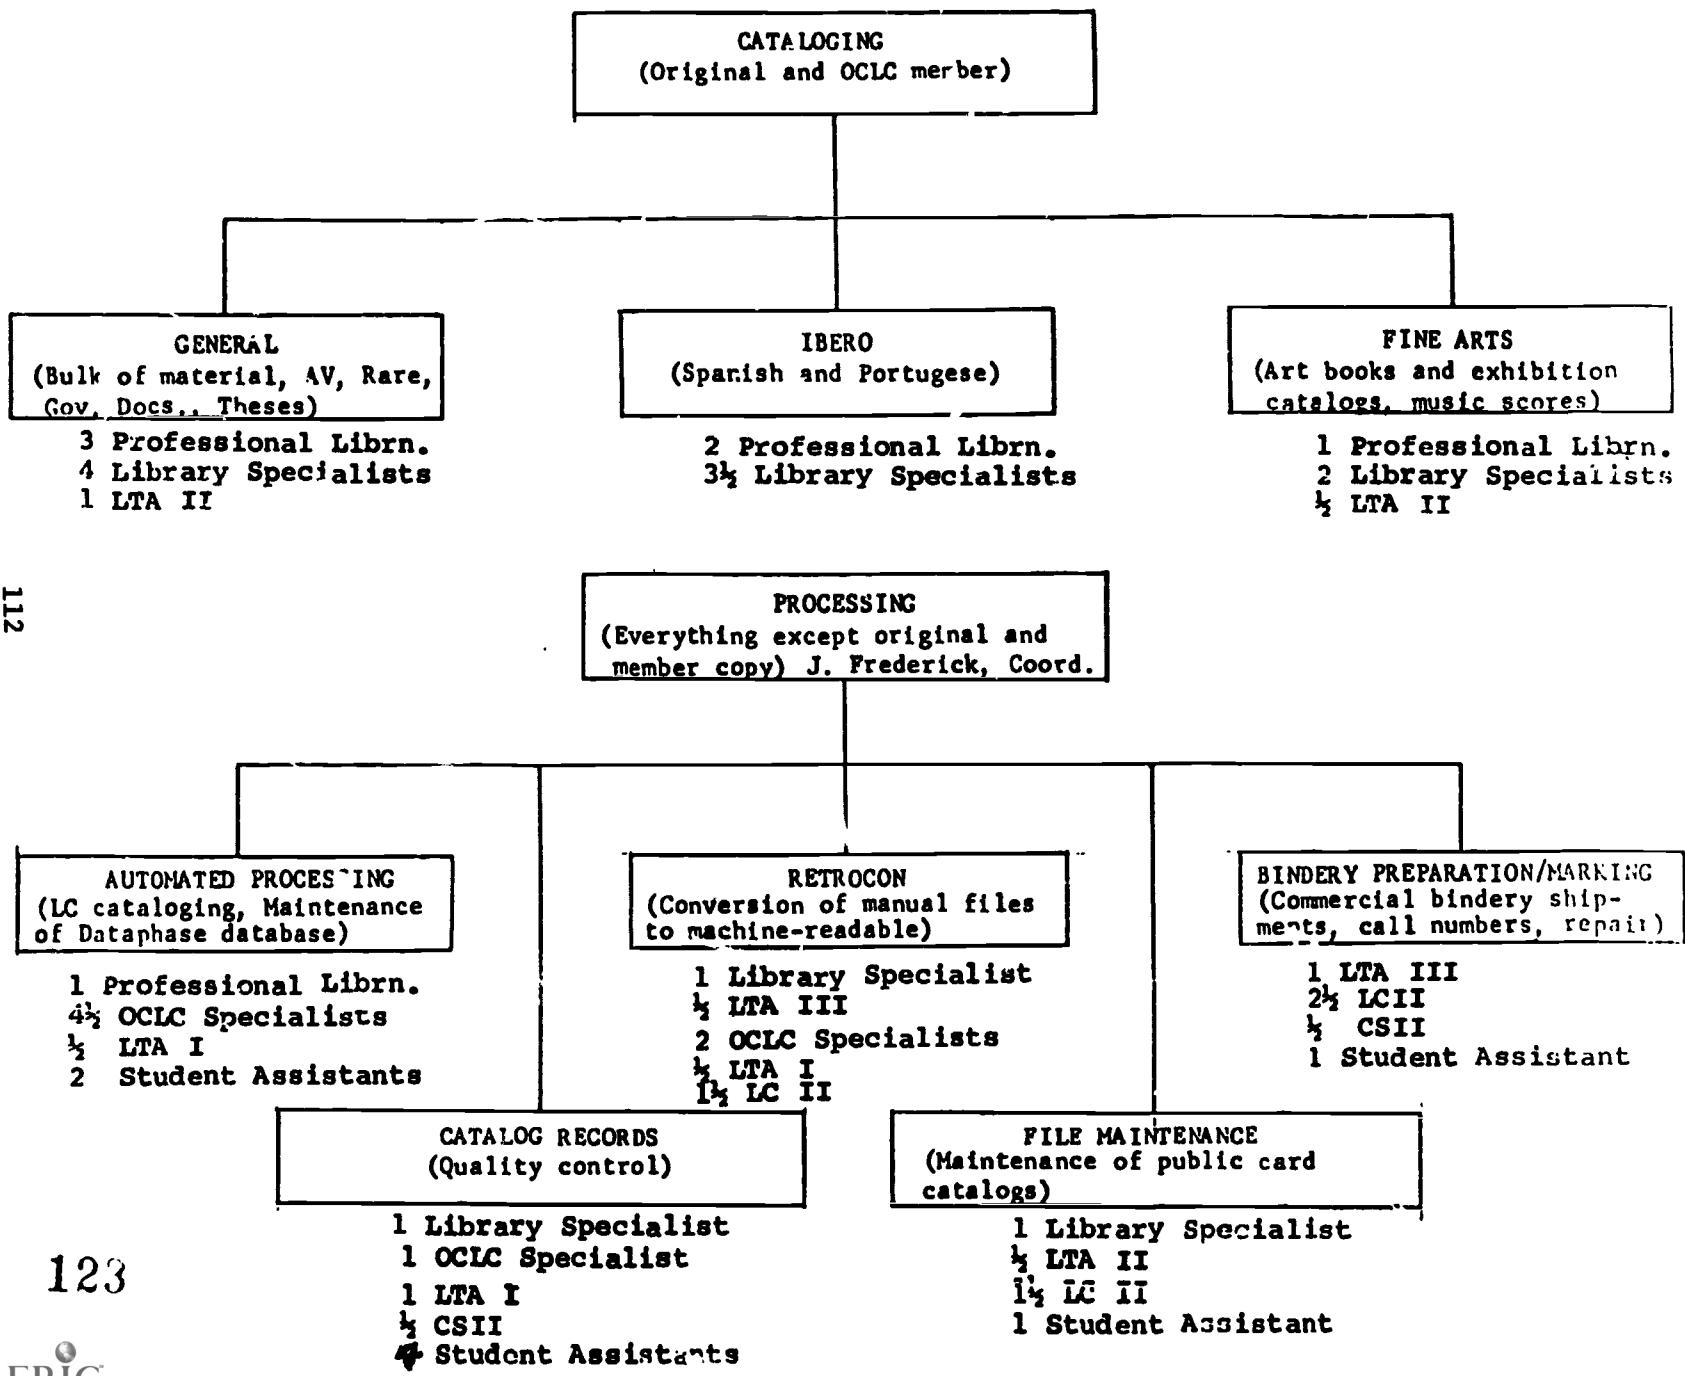 CATALOGING
(Original and OCLC merber)
GENERAL
(Bulk of material, AV, Rare,
Gov. Docs., Theses)
3 Professional Librn.
4 Library Specialists
1 LTA II
IBERO
(Spanish and Portugese)
2 Professional Librn.
3½ Library Specialists
FINE ARTS
(Art books and exhibition
catalogs, music scores)
1 Professional Librn.
2 Library Specialists
½ LTA II
112
PROCESSING
(Everything except original and
member copy) J. Frederick, Coord.
AUTOMATED PROCESSING
(LC cataloging, Maintenance
of Dataphase database)
1 Professional Librn.
4½ OCLC Specialists
½ LTA I
2 Student Assistants
RETROCON
(Conversion of manual files
to machine-readable)
1 Library Specialist
½ LTA III
2 OCLC Specialists
½ LTA I
1½ LC II
BINDERY PREPARATION/MARKING
(Commercial bindery ship-
ments, call numbers, repair)
1 LTA III
2½ LCII
½ CSII
1 Student Assistant
CATALOG RECORDS
(Quality control)
1 Library Specialist
1 OCLC Specialist
1 LTA I
½ CSII
4 Student Assistants
FILE MAINTENANCE
(Maintenance of public card
catalogs)
1 Library Specialist
½ LTA II
1½ LC II
1 Student Assistant
123
ERIC